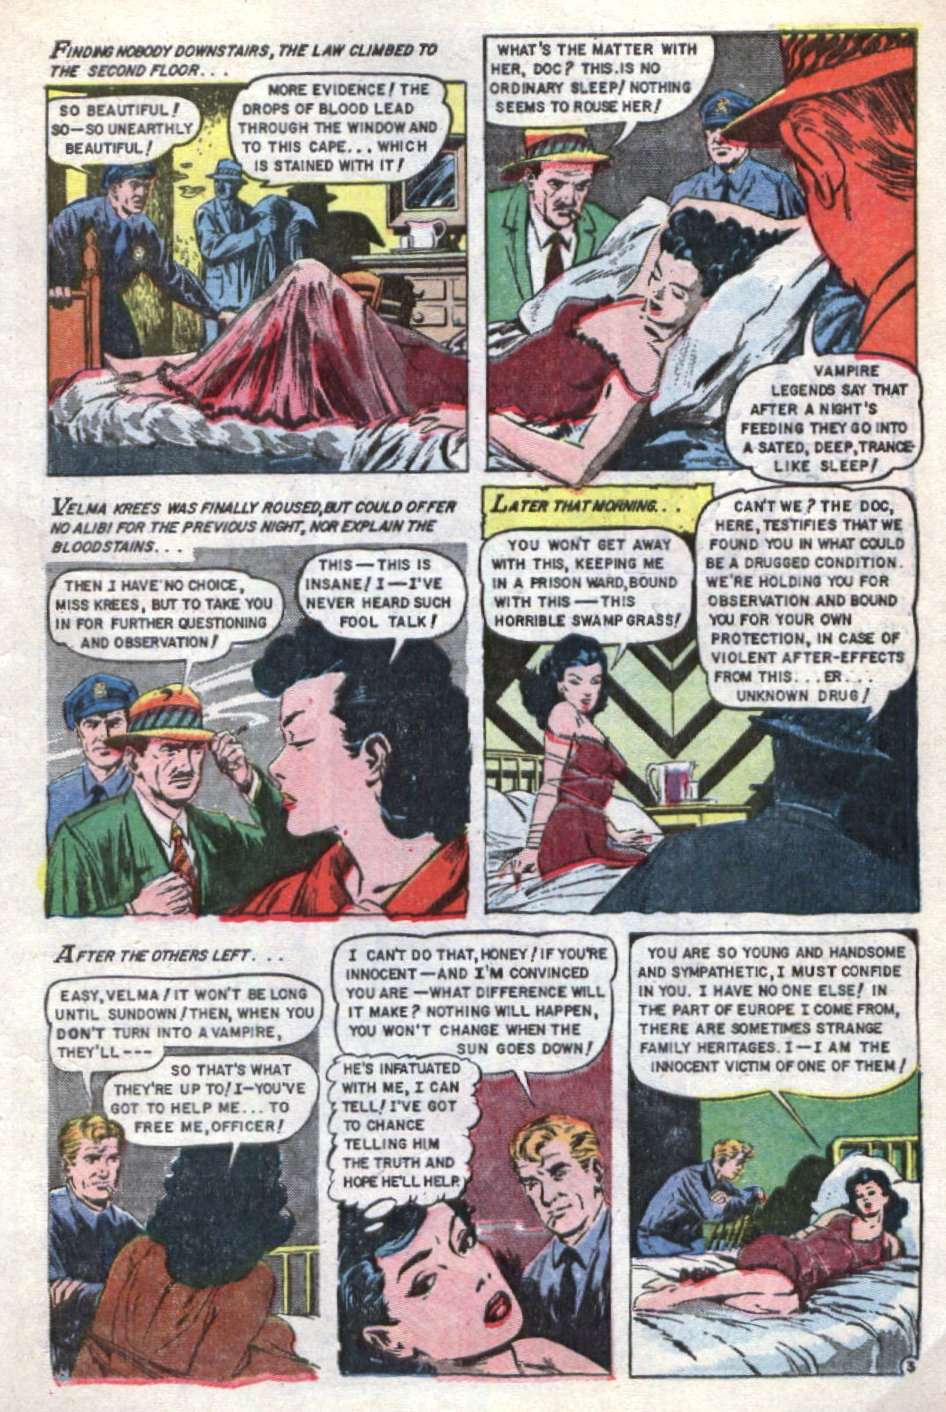 FINDING NOBODY DOWNSTAIRS, THE LAW CLIMBED TO
THE SECOND FLOOR...
SO BEAUTIFUL!
SO—SO UNEARTHLY
BEAUTIFUL!
MORE EVIDENCE! THE
DROPS OF BLOOD LEAD
THROUGH THE WINDOW AND
TO THIS CAPE... WHICH
IS STAINED WITH IT!
WHAT'S THE MATTER WITH
HER, DOC? THIS IS NO
ORDINARY SLEEP! NOTHING
SEEMS TO ROUSE HER!
VAMPIRE
LEGENDS SAY THAT
AFTER A NIGHT'S
FEEDING THEY GO INTO
A SATED, DEEP, TRANCE-
LIKE SLEEP!
VELMA KREES WAS FINALLY ROUSED, BUT COULD OFFER
NO ALIBI FOR THE PREVIOUS NIGHT, NOR EXPLAIN THE
BLOODSTAINS...
THEN I HAVE NO CHOICE,
MISS KREES, BUT TO TAKE YOU
IN FOR FURTHER QUESTIONING
AND OBSERVATION!
THIS—THIS IS
INSANE! I—I'VE
NEVER HEARD SUCH
FOOL TALK!
LATER THAT MORNING...
YOU WON'T GET AWAY
WITH THIS, KEEPING ME
IN A PRISON WARD, BOUND
WITH THIS—THIS
HORRIBLE SWAMP GRASS!
CAN'T WE? THE DOC,
HERE, TESTIFIES THAT WE
FOUND YOU IN WHAT COULD
BE A DRUGGED CONDITION.
WE'RE HOLDING YOU FOR
OBSERVATION AND BOUND
YOU FOR YOUR OWN
PROTECTION, IN CASE OF
VIOLENT AFTER-EFFECTS
FROM THIS...ER...
UNKNOWN DRUG!
AFTER THE OTHERS LEFT...
EASY, VELMA! IT WON'T BE LONG
UNTIL SUNDOWN! THEN, WHEN YOU
DON'T TURN INTO A VAMPIRE,
THEY'LL---
SO THAT'S WHAT
THEY'RE UP TO! I—YOU'VE
GOT TO HELP ME... TO
FREE ME, OFFICER!
I CAN'T DO THAT, HONEY! IF YOU'RE
INNOCENT—AND I'M CONVINCED
YOU ARE—WHAT DIFFERENCE WILL
IT MAKE? NOTHING WILL HAPPEN,
YOU WON'T CHANGE WHEN THE
SUN GOES DOWN!
HE'S INFATUATED
WITH ME, I CAN
TELL! I'VE GOT
TO CHANCE
TELLING HIM
THE TRUTH AND
HOPE HE'LL HELP.
YOU ARE SO YOUNG AND HANDSOME
AND SYMPATHETIC, I MUST CONFIDE
IN YOU. I HAVE NO ONE ELSE! IN
THE PART OF EUROPE I COME FROM,
THERE ARE SOMETIMES STRANGE
FAMILY HERITAGES. I—I AM THE
INNOCENT VICTIM OF ONE OF THEM!
3